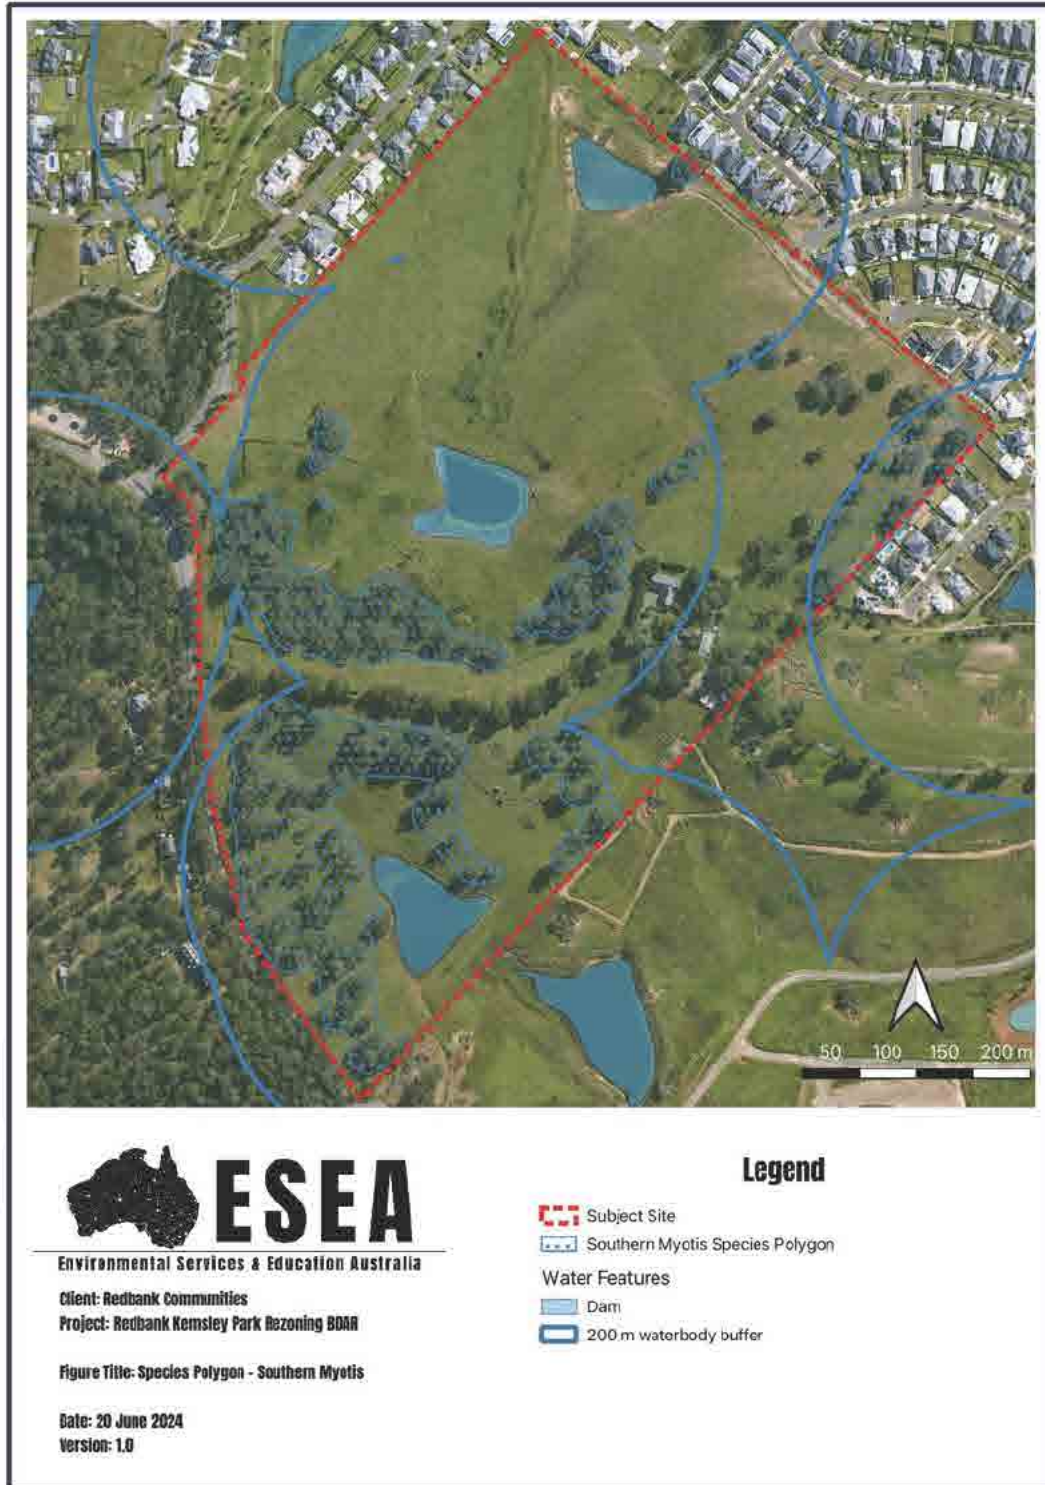 50 100 150 200 m
ESEA
Environmental Services & Education Australia
Client: Redbank Communities
Project: Redbank Kemsley Park Rezoning BDAR
Figure Title: Species Polygon - Southern Myotis
Date: 20 June 2024
Version: 1.0
Legend
Subject Site
Southern Myotis Species Polygon
Water Features
Dam
200 m waterbody buffer